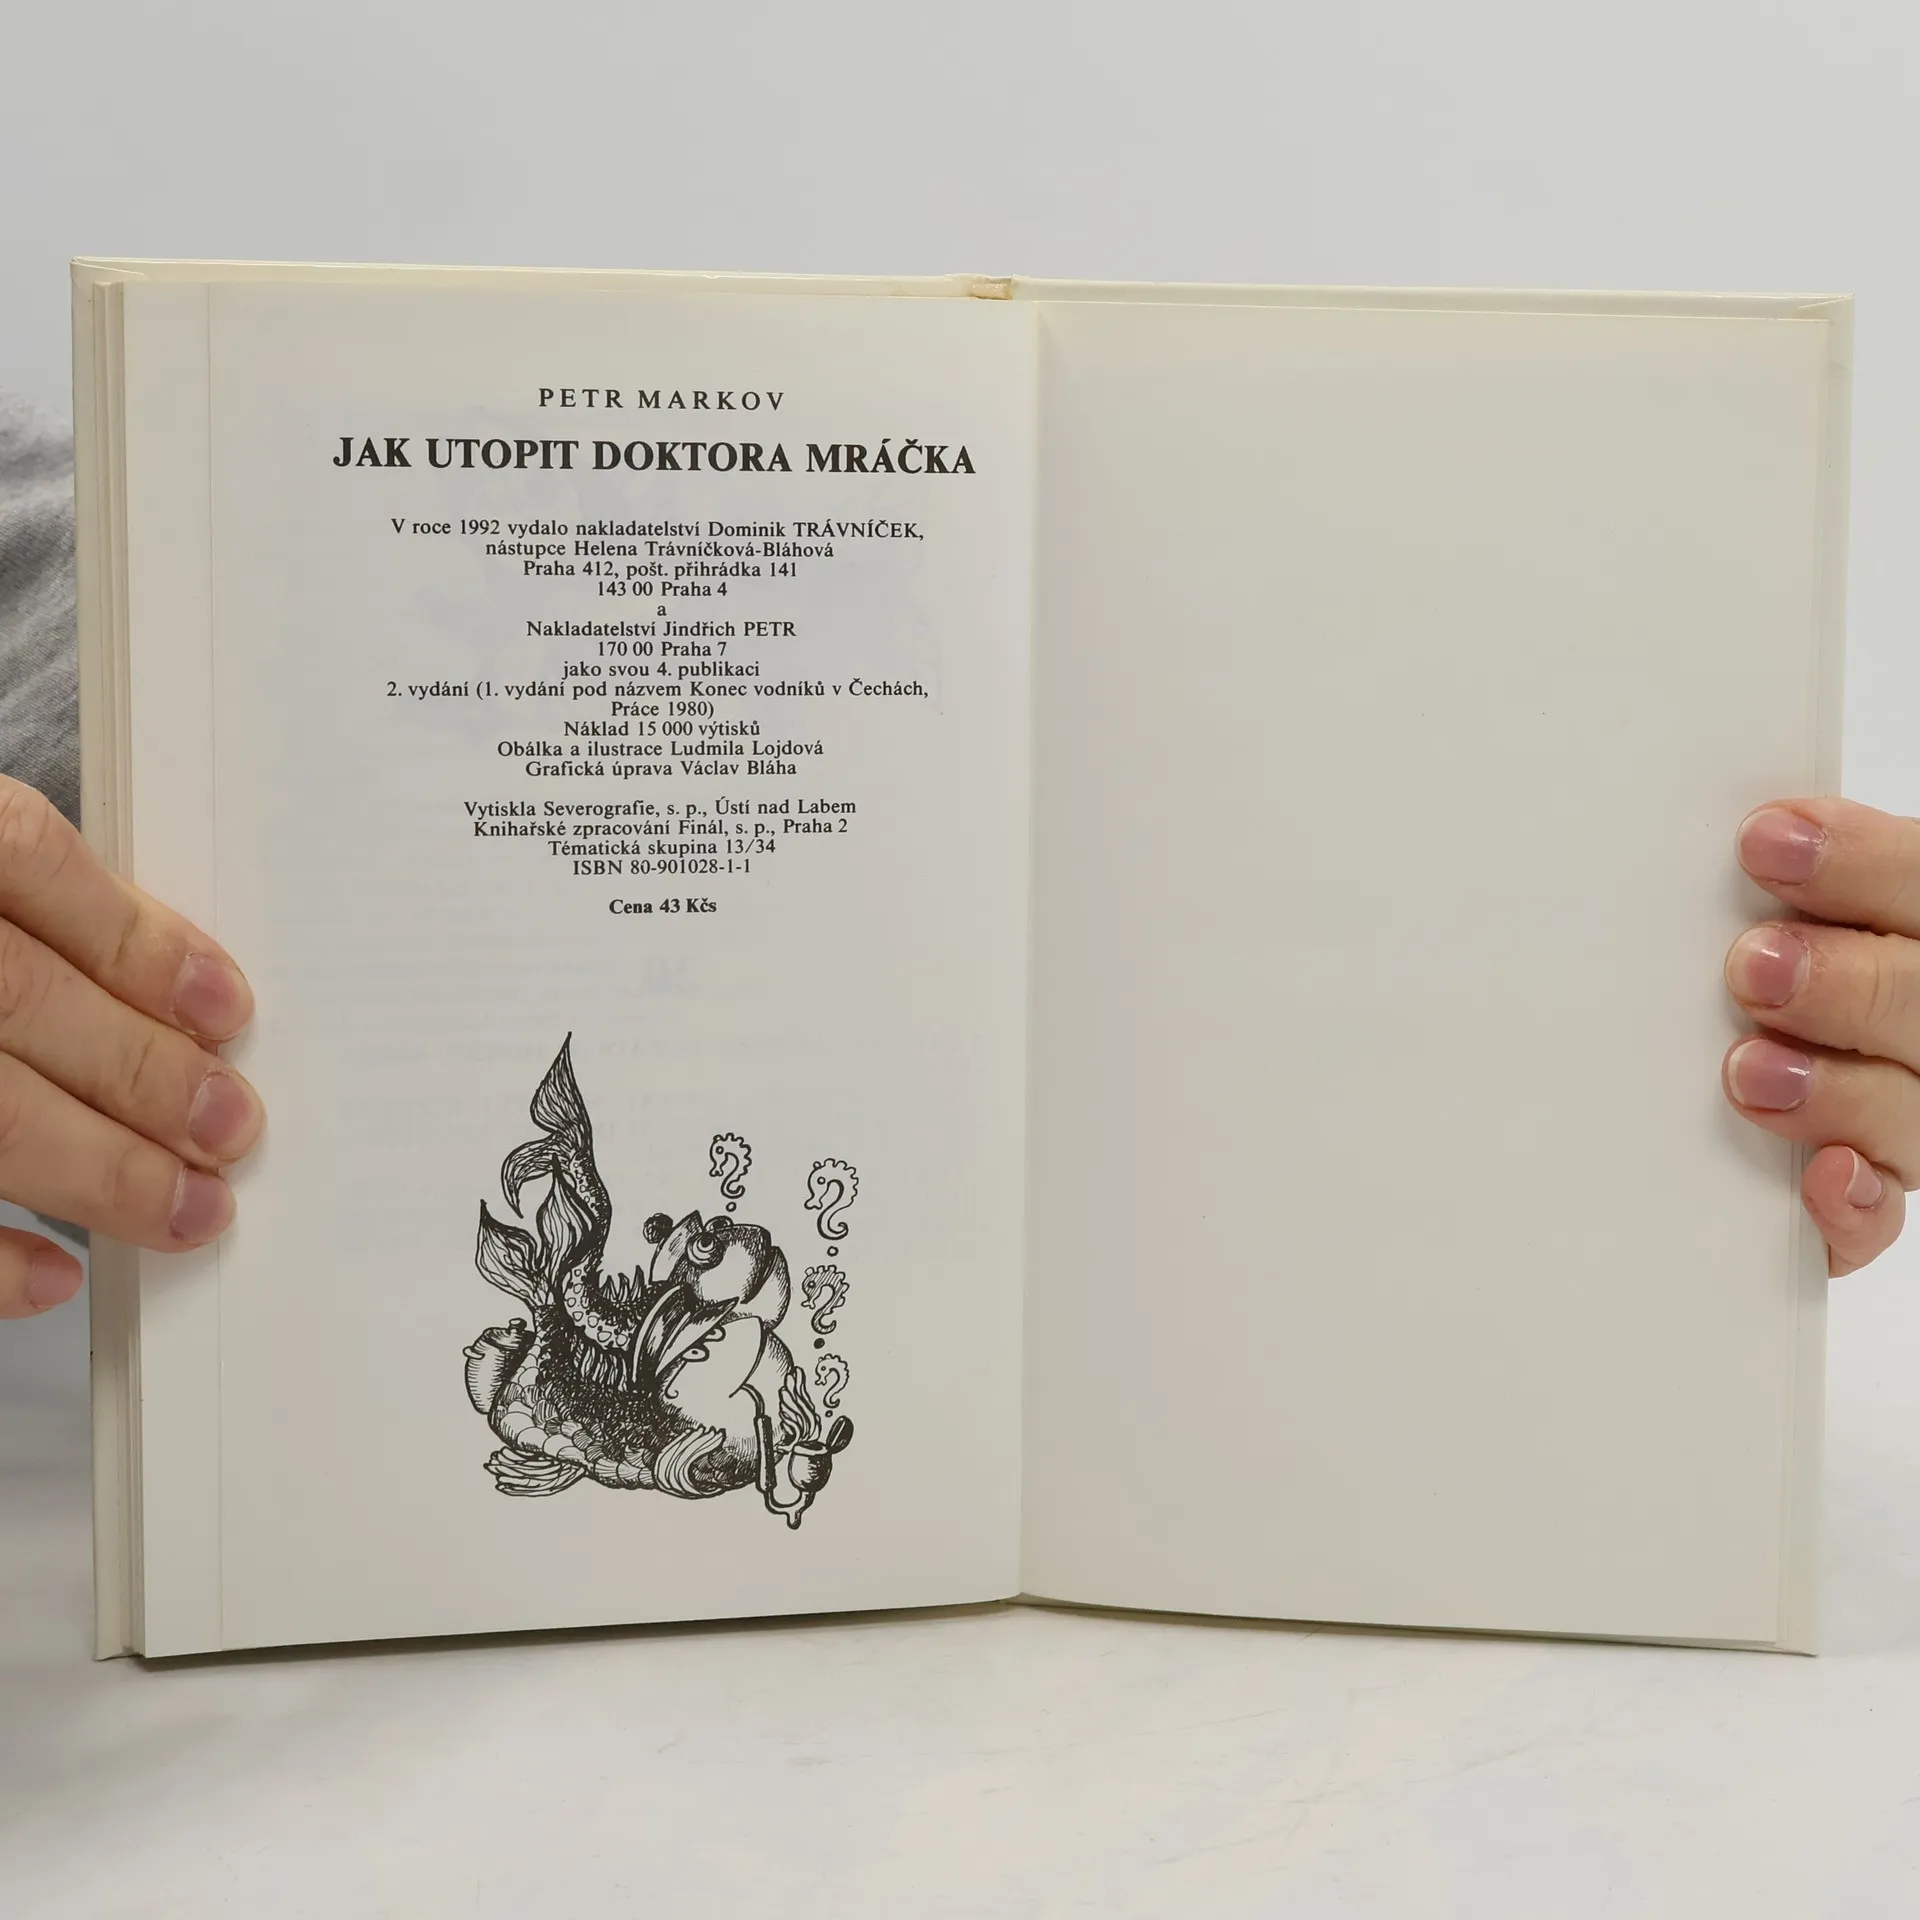 PETR MARKOV
JAK UTOPIT DOKTORA MRÁČKA
V roce 1992 vydalo nakladatelství Dominik TRÁVNÍČEK,
nástupce Helena Trávníčková-Bláhová
Praha 412, pošt. přihrádka 141
143 00 Praha 4
a
Nakladatelství Jindřich PETR
170 00 Praha 7
jako svou 4. publikaci
2. vydání (1. vydání pod názvem Konec vodníků v Čechách,
Práce 1980)
Náklad 15 000 výtisků
Obálka a ilustrace Ludmila Lojdová
Grafická úprava Václav Bláha
Vytiskla Severografie, s. p., Ústí nad Labem
Knihařské zpracování Finál, s. p., Praha 2
Tématická skupina 13/34
ISBN 80-901028-1-1
Cena 43 Kčs